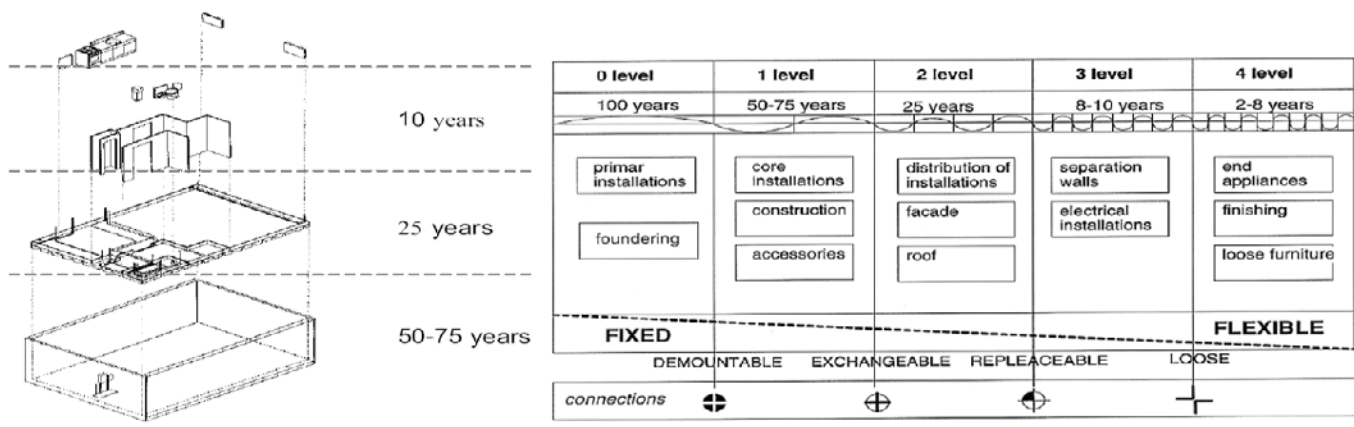 10 years
25 years
50-75 years
0 level
1 level
2 level
3 level
4 level
100 years
50-75 years
25 years
8-10 years
2-8 years
primar
installations
core
installations
distribution of
installations
separation
walls
end
appliances
foundering
construction
facade
electrical
installations
finishing
accessories
roof
loose furniture
FIXED
FLEXIBLE
DEMOUNTABLE
EXCHANGEABLE
REPLEACEABLE
LOOSE
connections